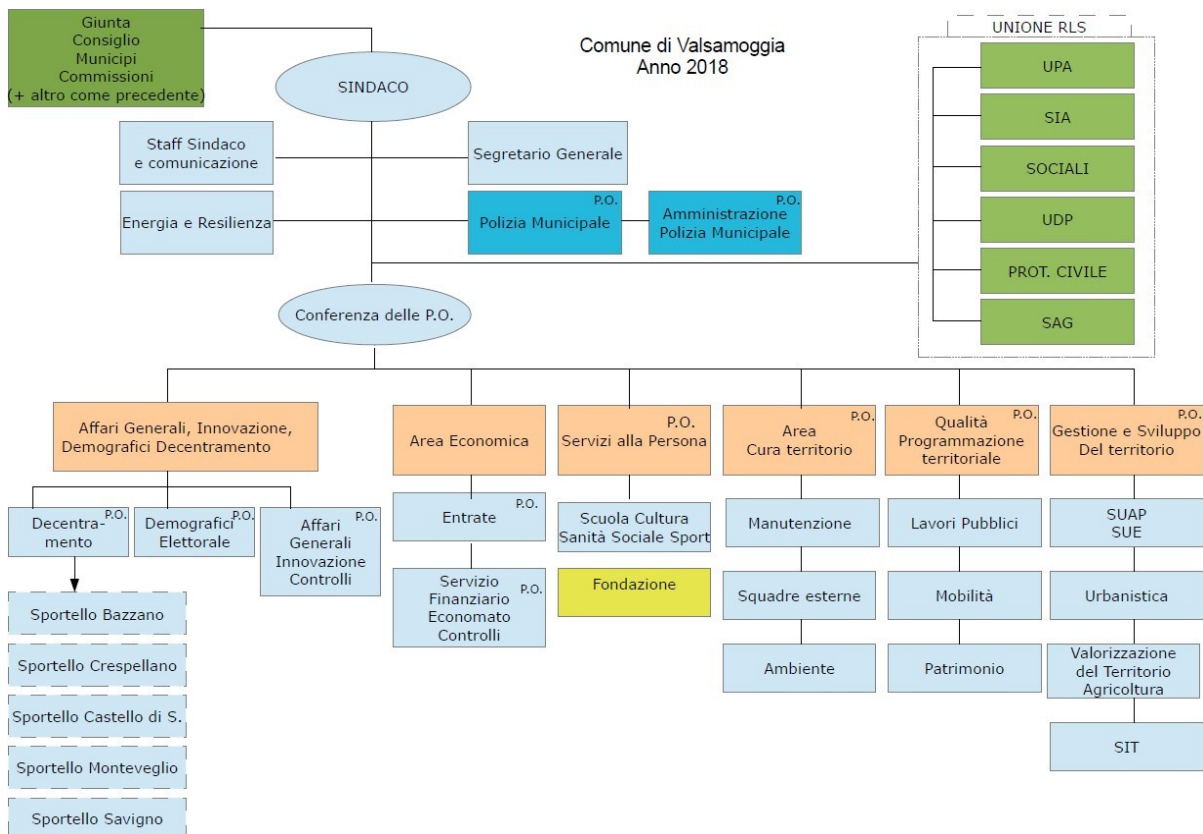 Giunta
Consiglio
Municipi
Commissioni
(+ altro come precedente)
Comune di Valsamoggia
Anno 2018
UNIONE RLS
SINDACO
UPA
SIA
SOCIALI
UDP
PROT. CIVILE
SAG
Staff Sindaco
e comunicazione
Segretario Generale
Energia e Resilienza
P.O.
Polizia Municipale
P.O.
Amministrazione
Polizia Municipale
Conferenza delle P.O.
Affari Generali, Innovazione,
Demografici Decentramento
Area Economica
P.O.
Servizi alla Persona
P.O.
Area
Cura territorio
P.O.
Qualità
Programmazione
territoriale
P.O.
Gestione e Sviluppo
Del territorio
P.O.
Decentra-
mento
P.O.
Demografici
Elettorale
P.O.
Affari
Generali
Innovazione
Controlli
P.O.
Entrate
P.O.
Servizio
Finanziario
Economato
Controlli
Scuola Cultura
Sanità Sociale Sport
Fondazione
Manutenzione
Squadre esterne
Ambiente
Lavori Pubblici
Mobilità
Patrimonio
SUAP
SUE
Urbanistica
Valorizzazione
del Territorio
Agricoltura
SIT
Sportello Bazzano
Sportello Crespellano
Sportello Castello di S.
Sportello Monteveglio
Sportello Savigno